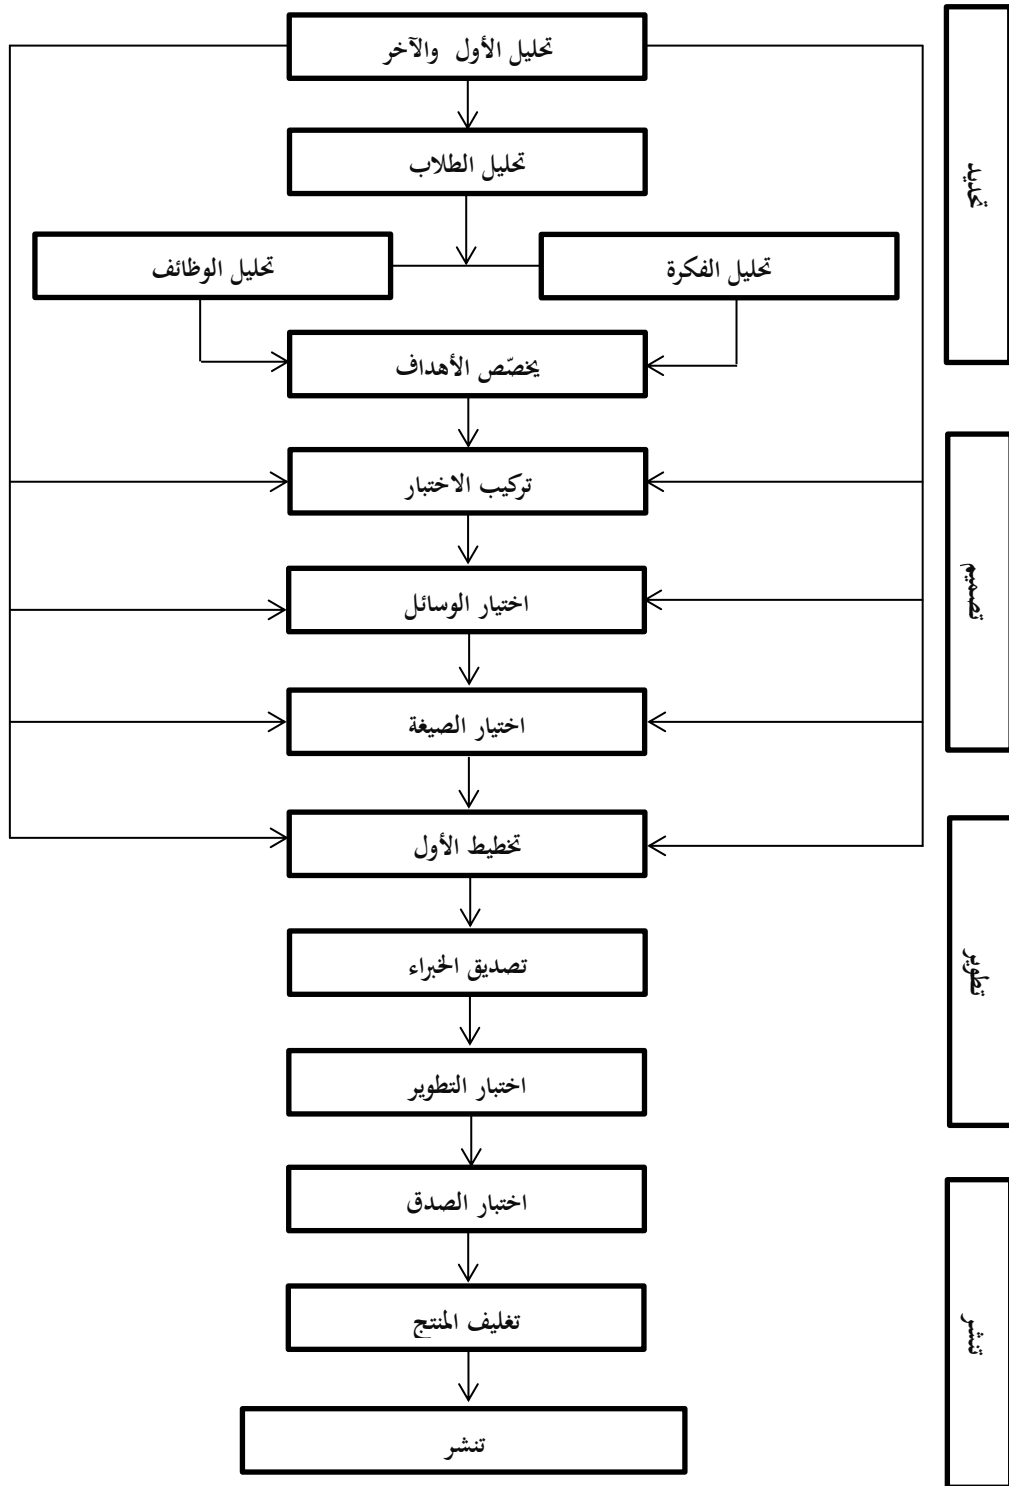 تحليل الأول والآخر
تحليل الطلاب
تحليل الفكرة
تحليل الوظائف
يخصّص الأهداف
تركيب الاختبار
اختيار الوسائل
اختيار الصيغة
تخطيط الأول
تصديق الخبراء
اختبار التطوير
اختبار الصدق
تغليف المنتج
تنشر
تحديد
تصميم
تطوير
تنشر